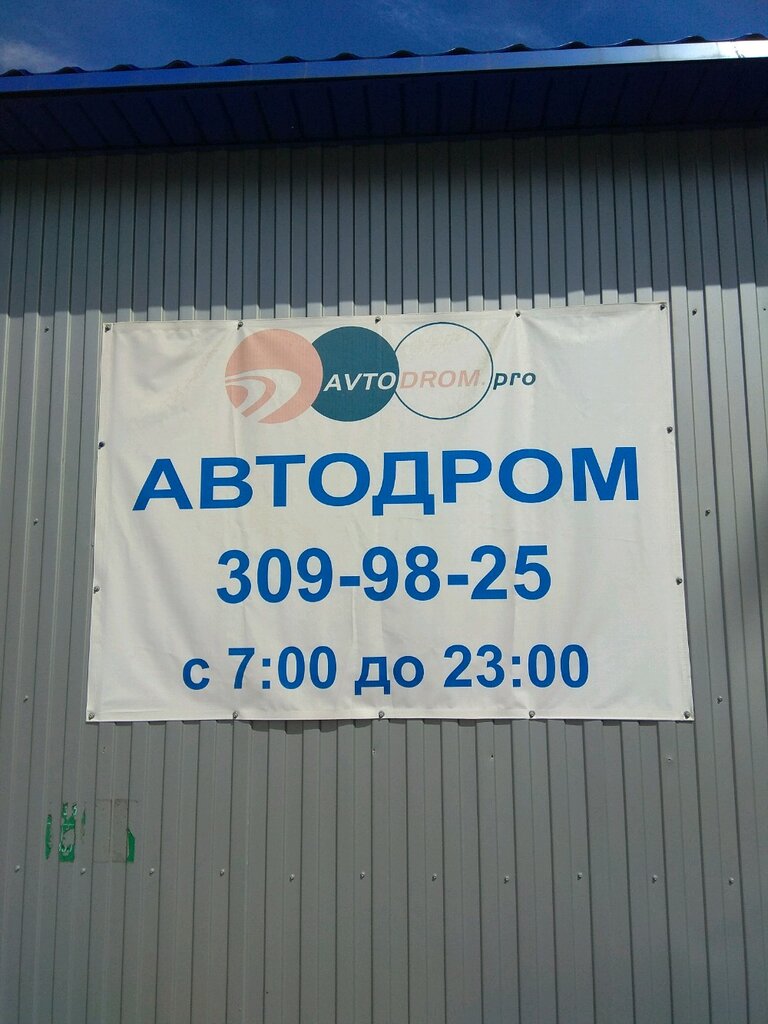 AVTODROM.pro
АВТОДРОМ
309-98-25
с 7:00 до 23:00